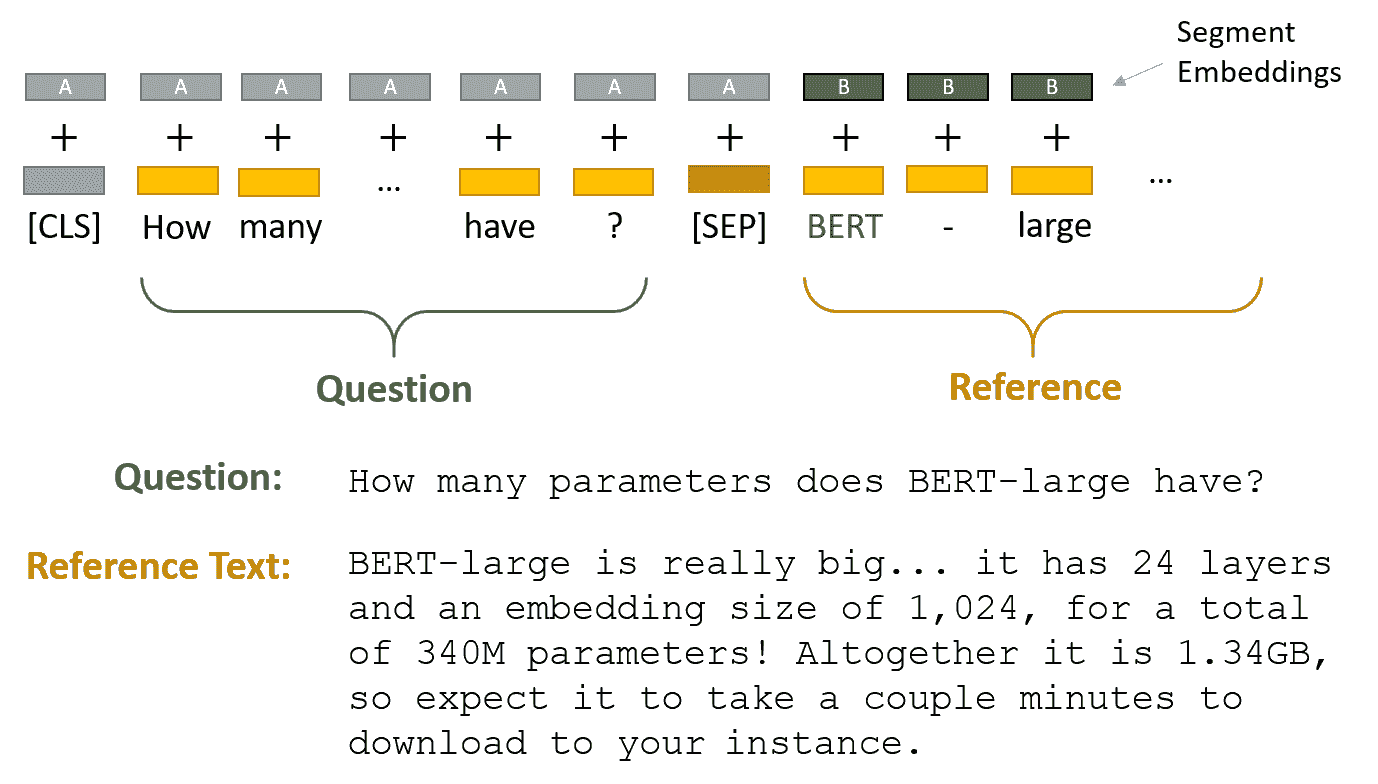 Segment
Embeddings
A A A A A A A B B B
+ + + + + + + + + +
... ...
[CLS] How many have ? [SEP] BERT - large
Question Reference
Question: How many parameters does BERT-large have?
Reference Text: BERT-large is really big... it has 24 layers
and an embedding size of 1,024, for a total
of 340M parameters! Altogether it is 1.34GB,
so expect it to take a couple minutes to
download to your instance.